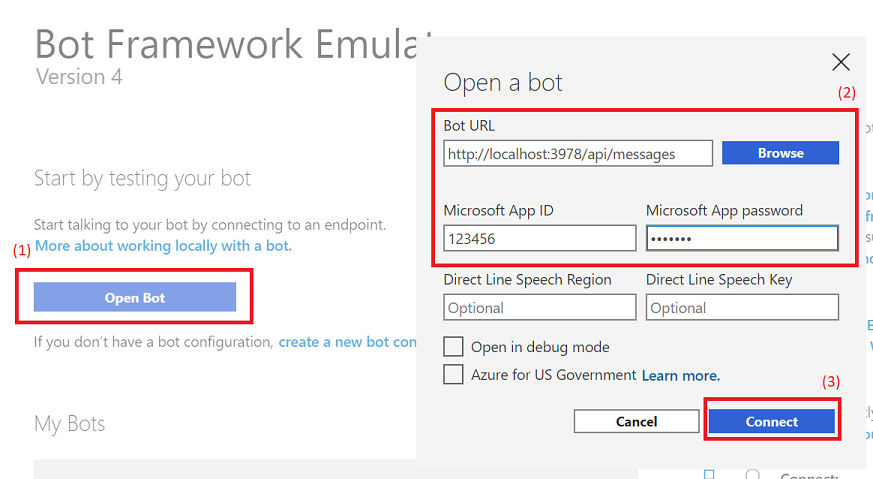 Bot Framework Emulat
Version 4
Start by testing your bot
Start talking to your bot by connecting to an endpoint.
(1)
More about working locally with a bot.
Open Bot
If you don't have a bot configuration, create a new bot con
My Bots
Open a bot
(2)
Bot URL
http://localhost:3978/api/messages
Browse
Microsoft App ID
Microsoft App password
123456
•••••••
Direct Line Speech Region
Direct Line Speech Key
Optional
Optional
Open in debug mode
Azure for US Government Learn more.
(3)
Cancel
Connect